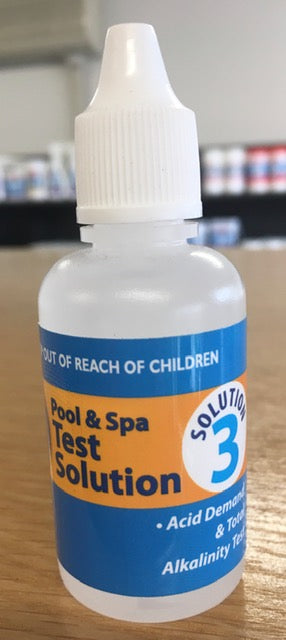 OUT OF REACH OF CHILDREN
Pool & Spa
Test
Solution
SOLUTION
3
• Acid Demand
& Total
Alkalinity Test